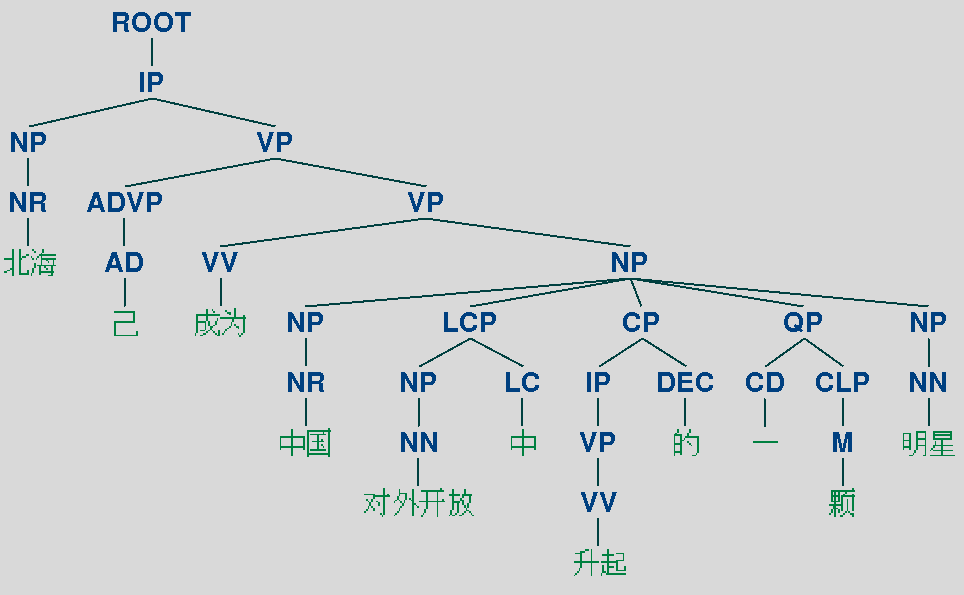 ROOT
IP
NP VP
NR ADVP VP
北海 AD VV NP
己 成为 NP LCP CP QP NP
NR NP LC IP DEC CD CLP NN
中国 NN 中 VP 的 一 M 明星
对外开放 VV 颗
升起